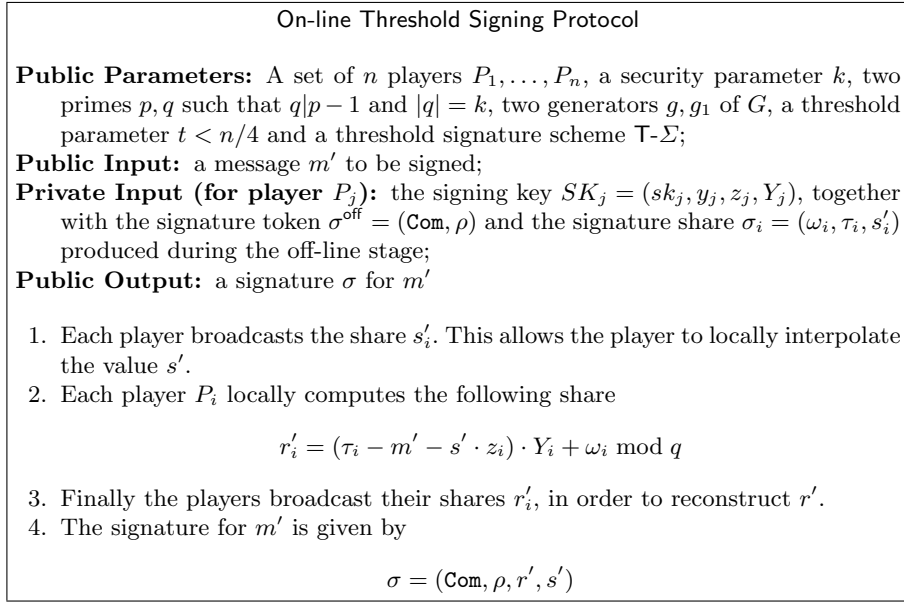 On-line Threshold Signing Protocol
Public Parameters: A set of n players P₁, . . . , Pₙ, a security parameter k, two
primes p, q such that q|p − 1 and |q| = k, two generators g, g₁ of G, a threshold
parameter t < n/4 and a threshold signature scheme T-Σ;
Public Input: a message m′ to be signed;
Private Input (for player Pⱼ): the signing key SKⱼ = (skⱼ, yⱼ, zⱼ, Yⱼ), together
with the signature token σᵒᶠᶠ = (Com, ρ) and the signature share σᵢ = (ωᵢ, τᵢ, s′ᵢ)
produced during the off-line stage;
Public Output: a signature σ for m′
1. Each player broadcasts the share s′ᵢ. This allows the player to locally interpolate
the value s′.
2. Each player Pᵢ locally computes the following share
r′ᵢ = (τᵢ − m′ − s′ · zᵢ) · Yᵢ + ωᵢ mod q
3. Finally the players broadcast their shares r′ᵢ, in order to reconstruct r′.
4. The signature for m′ is given by
σ = (Com, ρ, r′, s′)